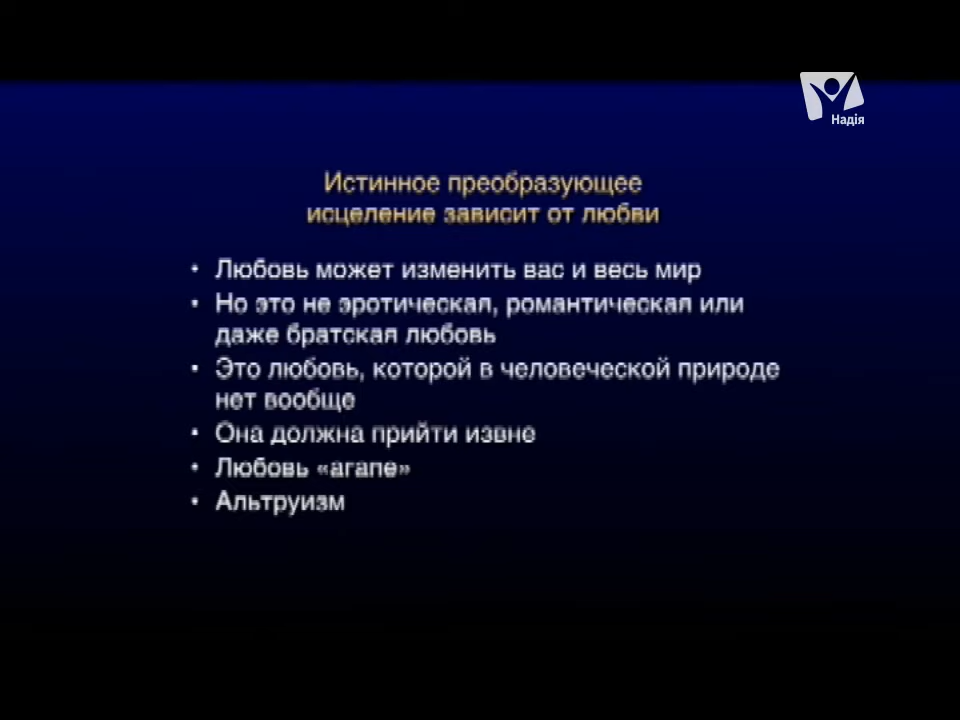 Надія
Истинное преобразующее
исцеление зависит от любви
• Любовь может изменить вас и весь мир
• Но это не эротическая, романтическая или
даже братская любовь
• Это любовь, которой в человеческой природе
нет вообще
• Она должна прийти извне
• Любовь «агапе»
• Альтруизм